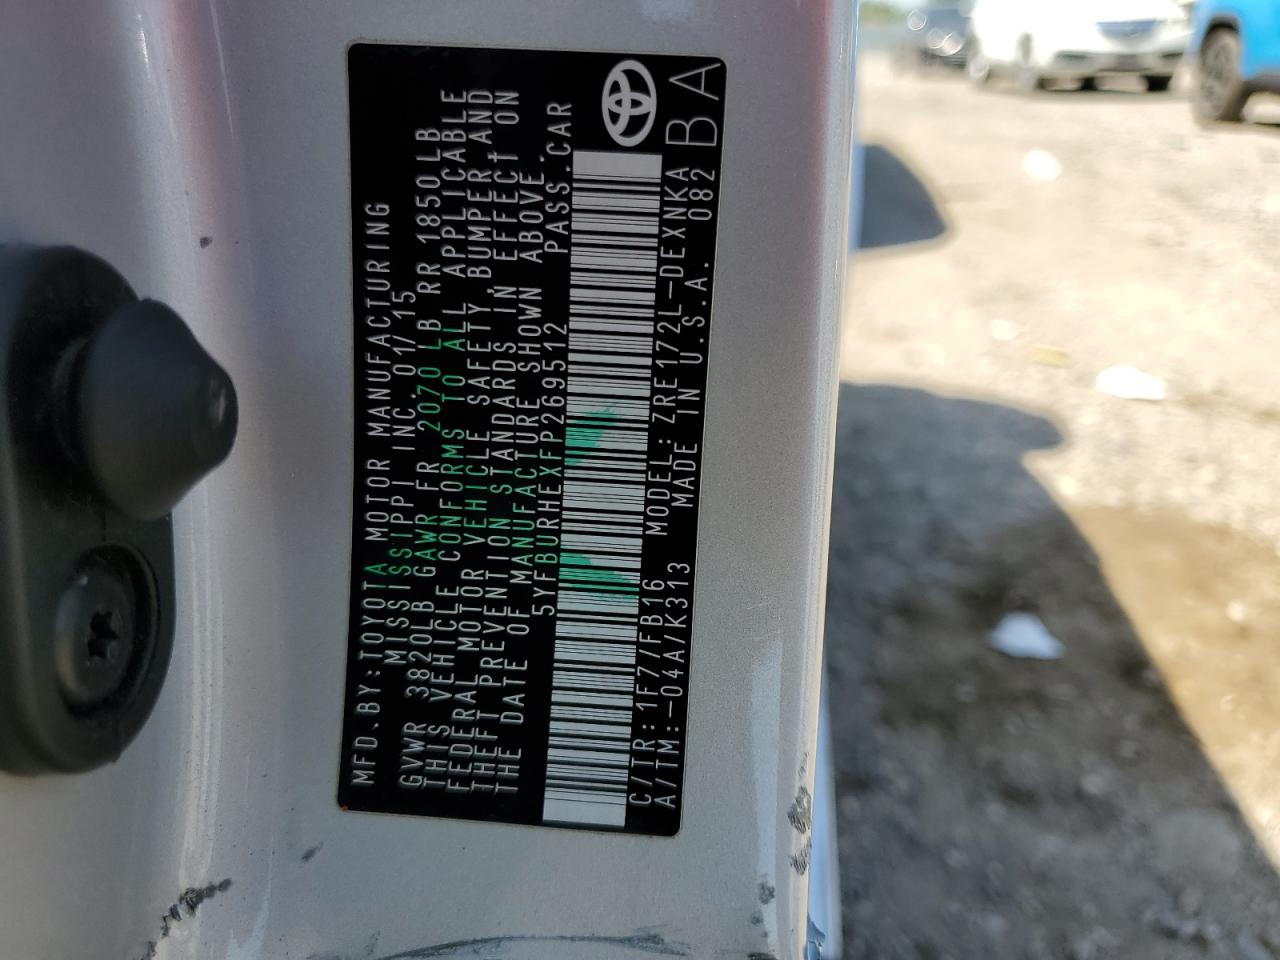 MFD.BY:TOYOTA MOTOR MANUFACTURING
MISSISSIPPI INC. 01/15
GVWR 3820LB GAWR FR 2070 LB RR 1850LB
THIS VEHICLE CONFORMS TO ALL APPLICABLE
FEDERAL MOTOR VEHICLE SAFETY, BUMPER, AND
THEFT PREVENTION STANDARDS IN EFFECT ON
THE DATE OF MANUFACTURE SHOWN ABOVE.
5YFBURHEXFP269512 PASS.CAR
C/TR:1F7/FB16 MODEL:ZRE172L-DEXNKA
A/TM:-04A/K313 MADE IN U.S.A. 082
BA